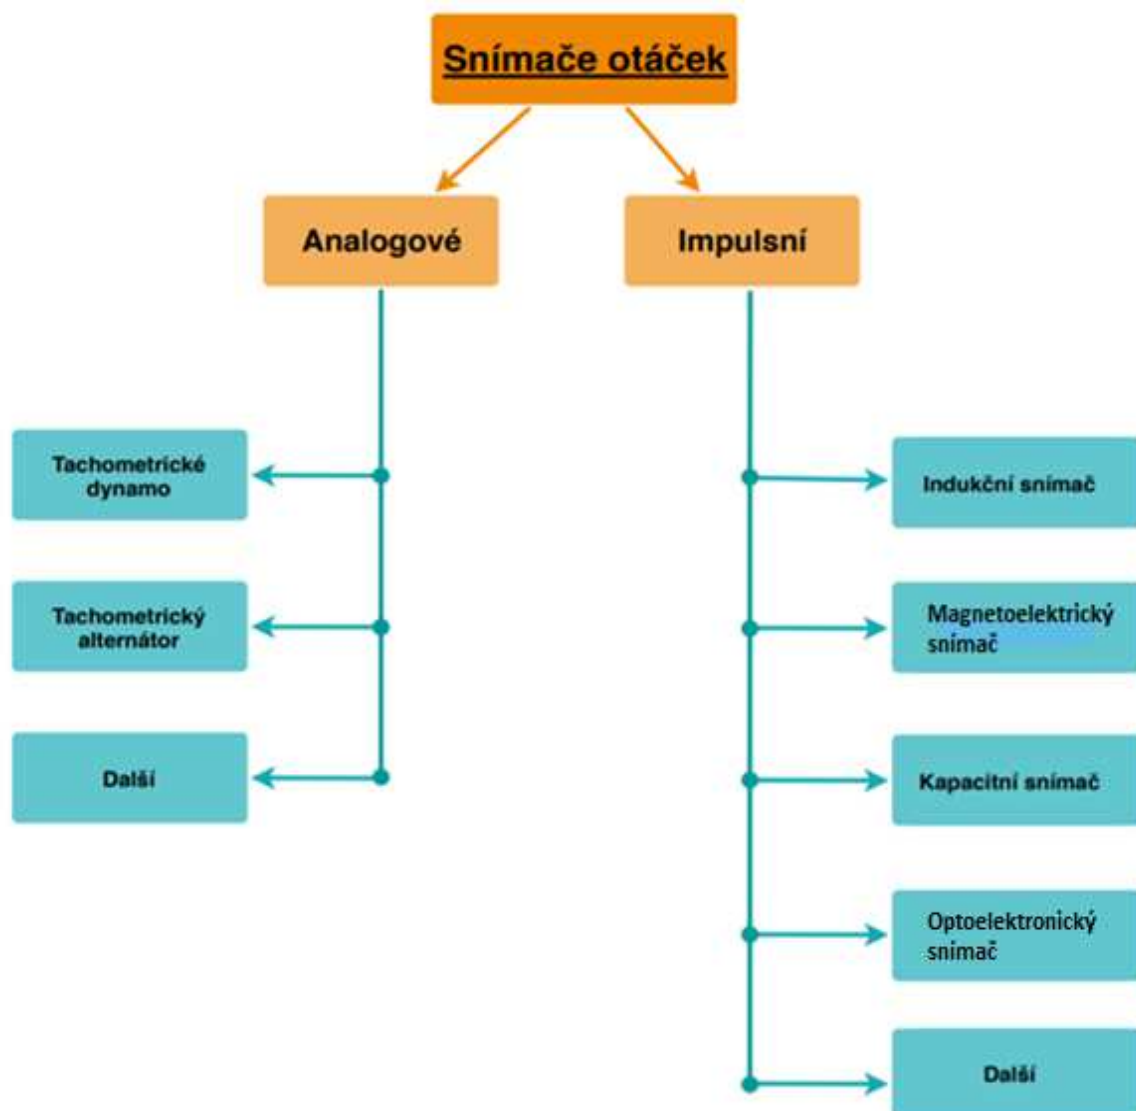 Snímače otáček
Analogové
Impulsní
Tachometrické
dynamo
Tachometrický
alternátor
Další
Indukční snímač
Magnetoelektrický
snímač
Kapacitní snímač
Optoelektronický
snímač
Další